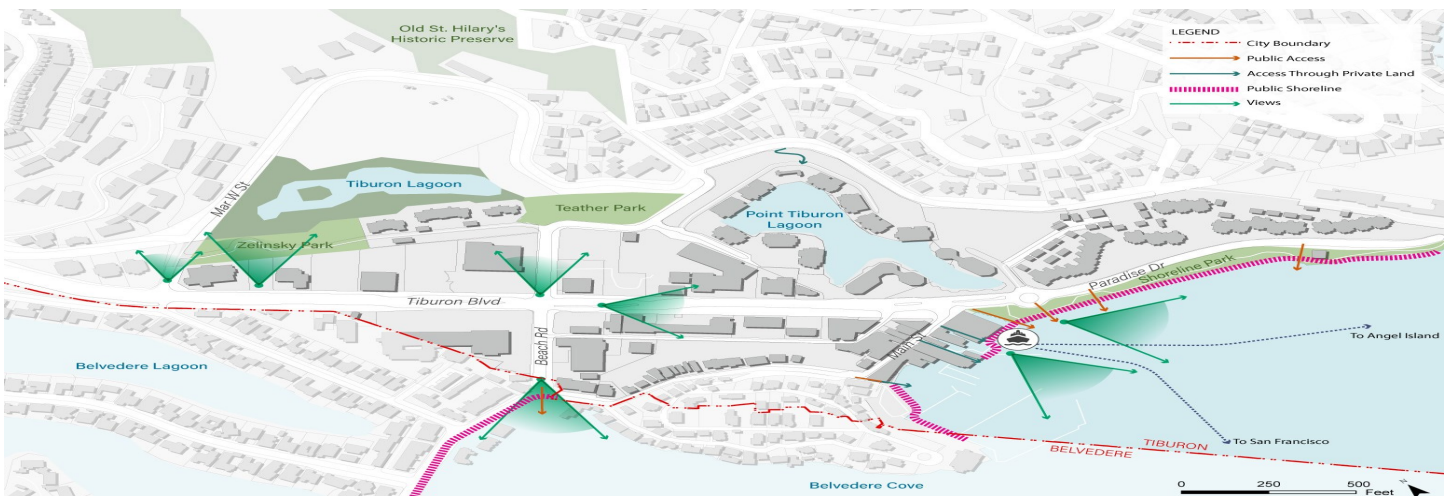 Old St. Hilary's
Historic Preserve
LEGEND
City Boundary
Public Access
Access Through Private Land
Public Shoreline
Views
Mar W St
Tiburon Lagoon
Teather Park
Zelinsky Park
Point Tiburon
Lagoon
Tiburon Blvd
Paradise Dr
Shoreline Park
Beach Rd
Main St
To Angel Island
Belvedere Lagoon
To San Francisco
TIBURON
BELVEDERE
Belvedere Cove
0 250 500
Feet
N